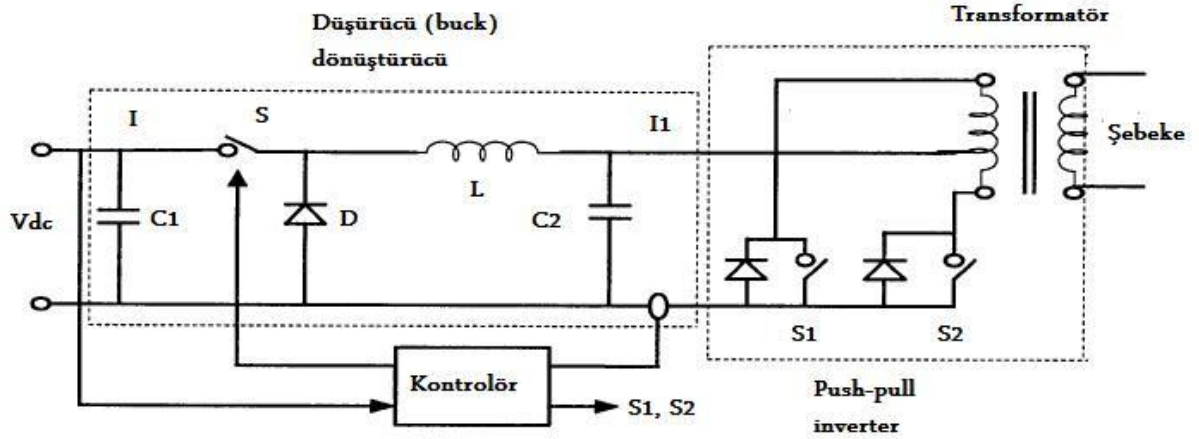 Düşürücü (buck)
dönüştürücü
Transformatör
I
S
I1
Şebeke
L
Vdc
C1
D
C2
S1
S2
Kontrolör
S1, S2
Push-pull
inverter